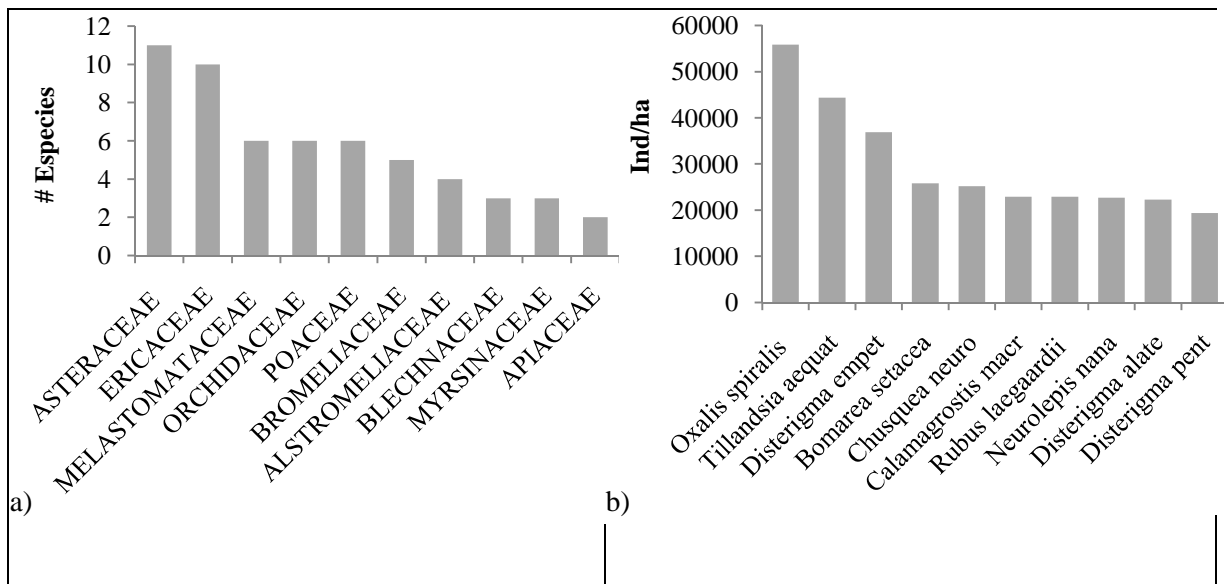 # Especies
12
10
8
6
4
2
0
ASTERACEAE
ERICACEAE
MELASTOMATACEAE
ORCHIDACEAE
POACEAE
BROMELIACEAE
ALSTROMELIACEAE
BLECHNACEAE
MYRSINACEAE
APIACEAE
a)
Ind/ha
60000
50000
40000
30000
20000
10000
0
Oxalis spiralis
Tillandsia aequat
Disterigma empet
Bomarea setacea
Chusquea neuro
Calamagrostis macr
Rubus laegaardii
Neurolepis nana
Disterigma alate
Disterigma pent
b)